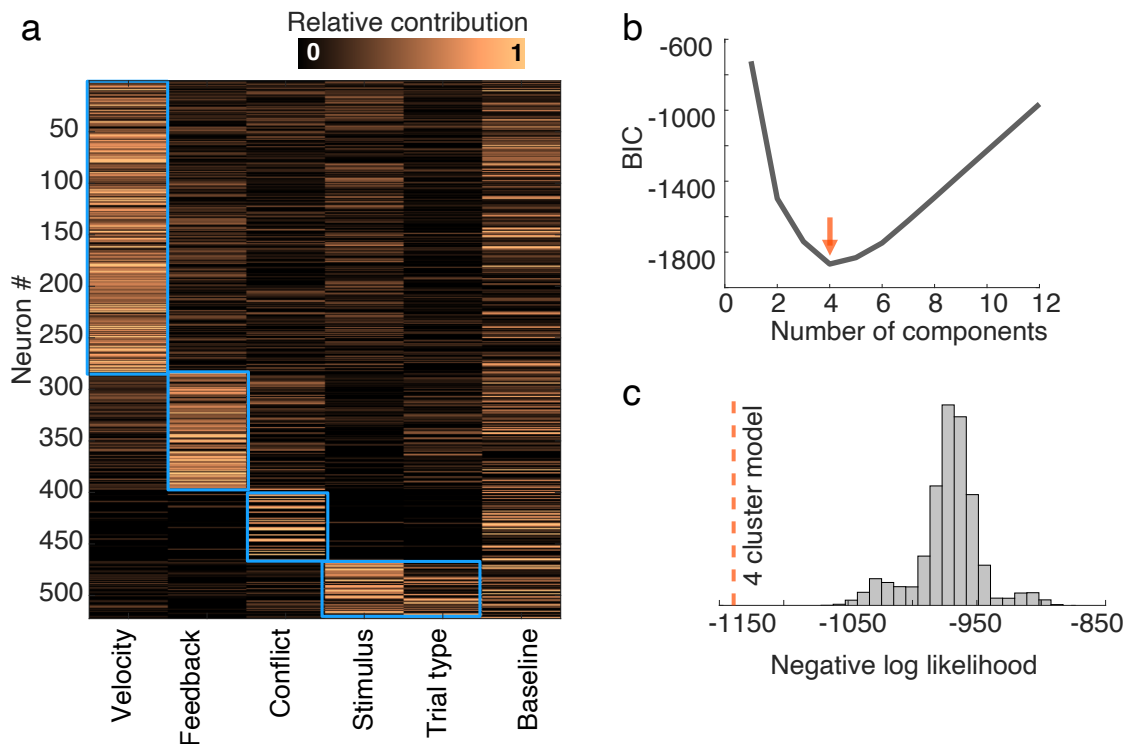 a
Relative contribution
0 1
Neuron #
50
100
150
200
250
300
350
400
450
500
Velocity
Feedback
Conflict
Stimulus
Trial type
Baseline
b
BIC
-600
-1000
-1400
-1800
0 2 4 6 8 10 12
Number of components
c
4 cluster model
-1150 -1050 -950 -850
Negative log likelihood